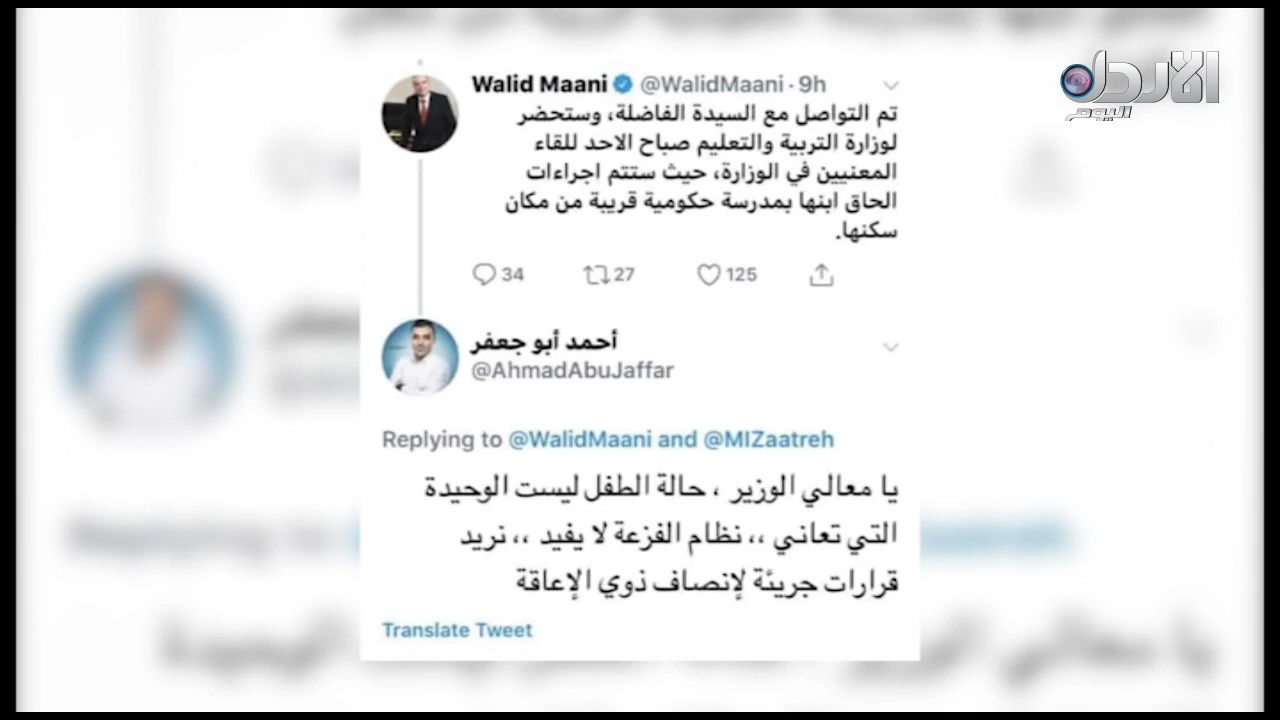 الأردن
اليوم
Walid Maani @WalidMaani · 9h
تم التواصل مع السيدة الفاضلة، وستحضر
لوزارة التربية والتعليم صباح الاحد للقاء
المعنيين في الوزارة، حيث ستتم اجراءات
الحاق ابنها بمدرسة حكومية قريبة من مكان
سكنها.
34 27 125
أحمد أبو جعفر
@AhmadAbuJaffar
Replying to @WalidMaani and @MIZaatreh
يا معالي الوزير ، حالة الطفل ليست الوحيدة
التي تعاني ،، نظام الفزعة لا يفيد ،، نريد
قرارات جريئة لإنصاف ذوي الإعاقة
Translate Tweet